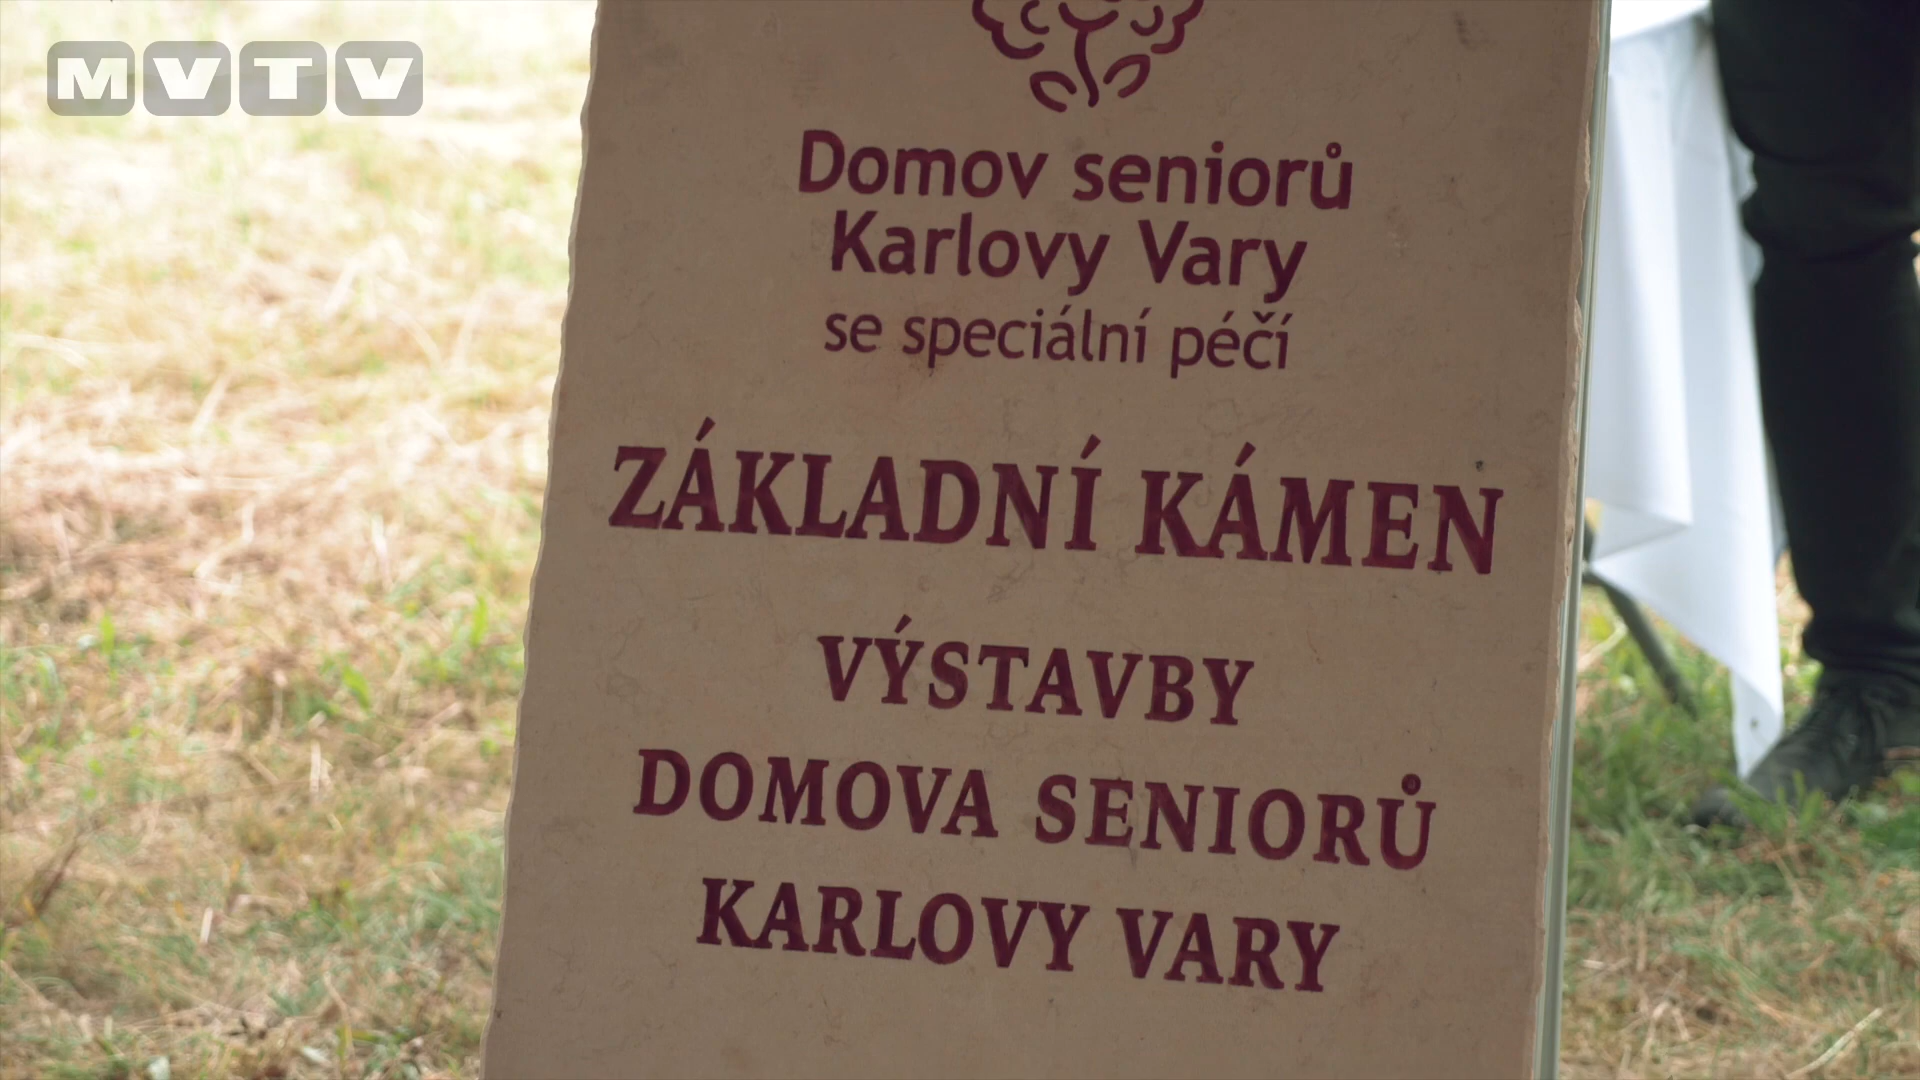 MVTV
Domov seniorů
Karlovy Vary
se speciální péčí
ZÁKLADNÍ KÁMEN
VÝSTAVBY
DOMOVA SENIORŮ
KARLOVY VARY